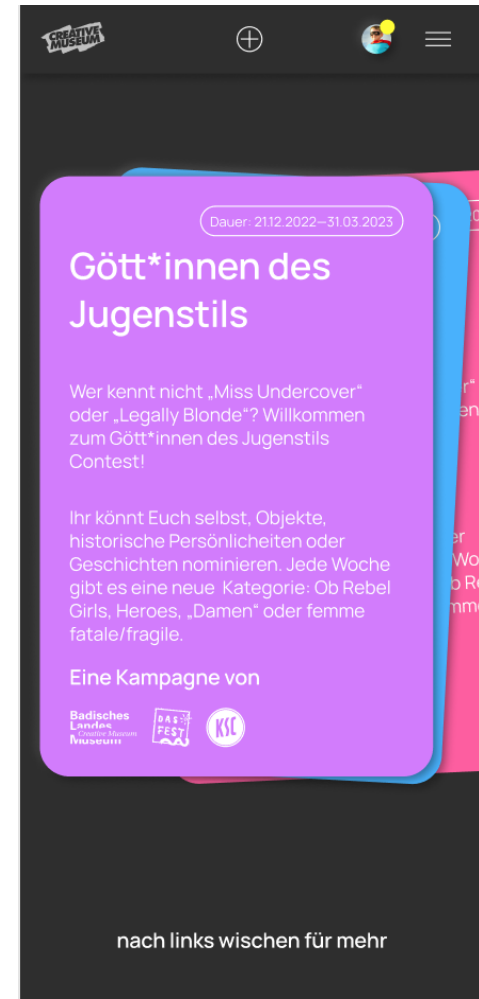 CREATIVE
MUSEUM
Dauer: 21.12.2022—31.03.2023
Gött*innen des
Jugenstils
Wer kennt nicht „Miss Undercover“
oder „Legally Blonde“? Willkommen
zum Gött*innen des Jugenstils
Contest!
Ihr könnt Euch selbst, Objekte,
historische Persönlicheiten oder
Geschichten nominieren. Jede Woche
gibt es eine neue  Kategorie: Ob Rebel
Girls, Heroes, „Damen“ oder femme
fatale/fragile.
Eine Kampagne von
Badisches
Landes
Creative Museum
Museum
DAS
FEST
KSC
nach links wischen für mehr